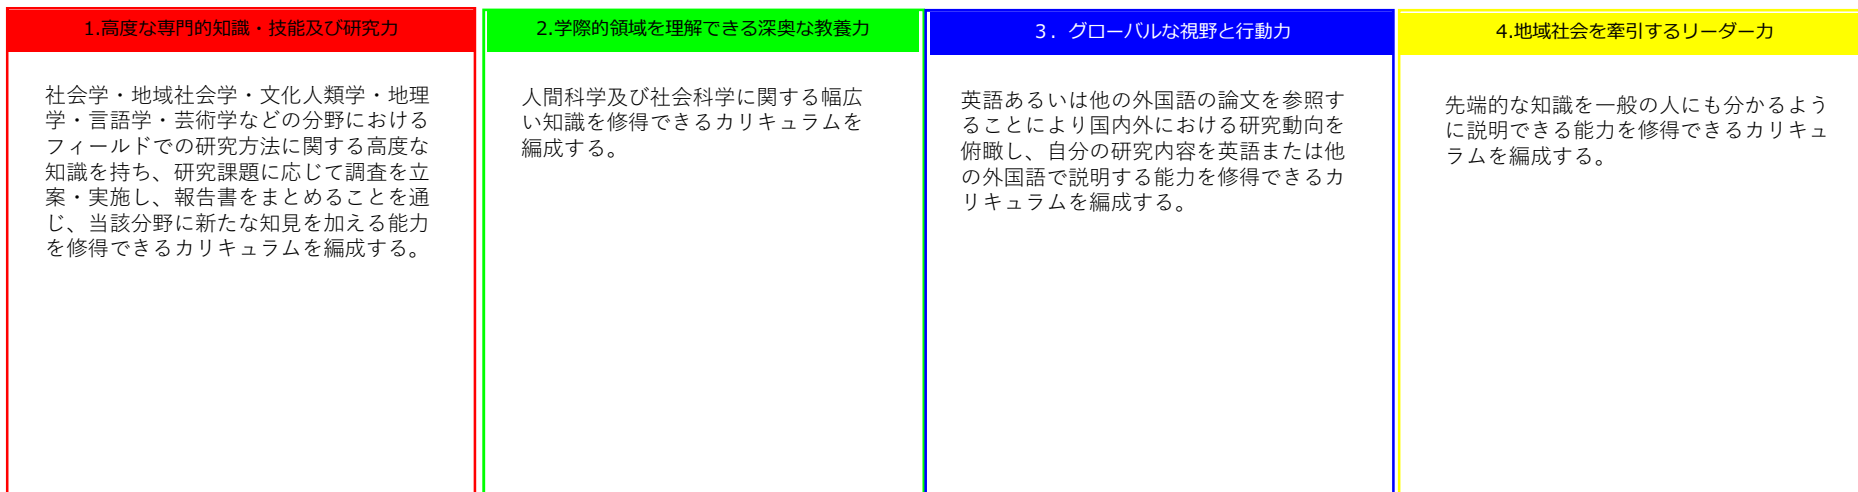 1.高度な専門的知識・技能及び研究力
社会学・地域社会学・文化人類学・地理
学・言語学・芸術学などの分野における
フィールドでの研究方法に関する高度な
知識を持ち、研究課題に応じて調査を立
案・実施し、報告書をまとめることを通
じ、当該分野に新たな知見を加える能力
を修得できるカリキュラムを編成する。
2.学際的領域を理解できる深奥な教養力
人間科学及び社会科学に関する幅広
い知識を修得できるカリキュラムを
編成する。
3．グローバルな視野と行動力
英語あるいは他の外国語の論文を参照す
ることにより国内外における研究動向を
俯瞰し、自分の研究内容を英語または他
の外国語で説明する能力を修得できるカ
リキュラムを編成する。
4.地域社会を牽引するリーダー力
先端的な知識を一般の人にも分かるよう
に説明できる能力を修得できるカリキュ
ラムを編成する。